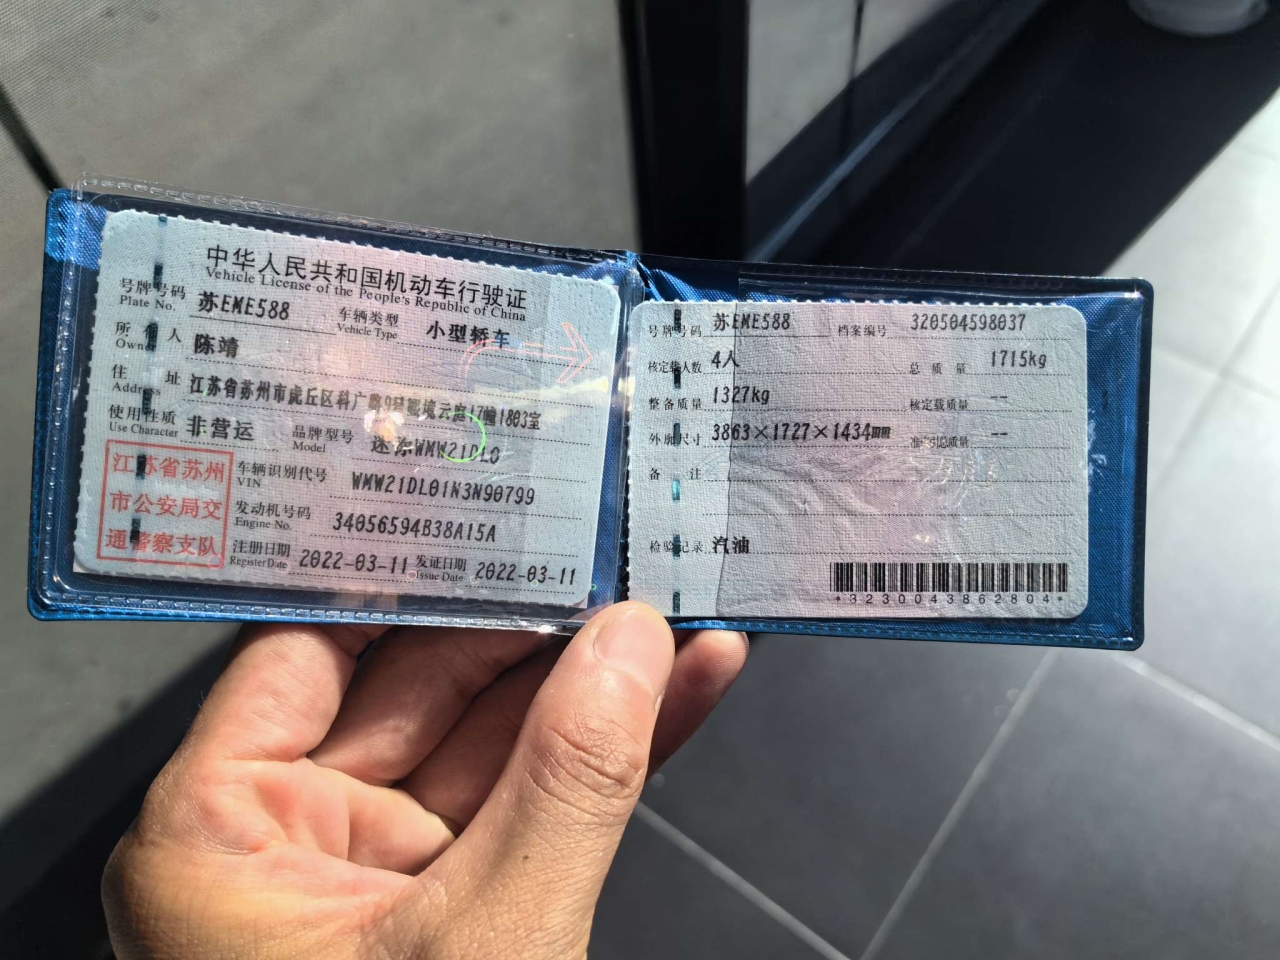 中华人民共和国机动车行驶证
Vehicle License of the People's Republic of China
号牌号码 苏EME588 车辆类型 小型轿车
Plate No. Vehicle Type
所有人 陈靖
Owner
住址 江苏省苏州市虎丘区科广路9号観境云庭17幢1803室
Address
使用性质 非营运 品牌型号 迷你WMW21DL0
Use Character Model
江苏省苏州
市公安局交
通警察支队
车辆识别代号 WMW21DL01N3N90799
VIN
发动机号码 34056594B38A15A
Engine No.
注册日期 2022-03-11 发证日期 2022-03-11
Register Date Issue Date
号牌号码 苏EME588 档案编号 320504598037
核定载人数 4人 总质量 1715kg
整备质量 1327kg 核定载质量 --
外廓尺寸 3863×1727×1434mm 准牵引总质量 --
备注
检验记录 汽油
*3230043862804*